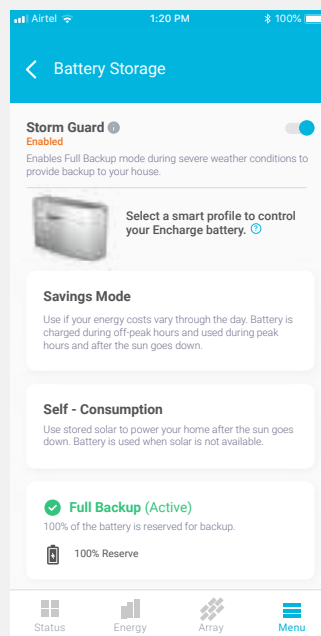 Airtel 1:20 PM 100%
Battery Storage
Storm Guard
Enabled
Enables Full Backup mode during severe weather conditions to
provide backup to your house.
Select a smart profile to control
your Encharge battery.
Savings Mode
Use if your energy costs vary through the day. Battery is
charged during off-peak hours and used during peak
hours and after the sun goes down.
Self - Consumption
Use stored solar to power your home after the sun goes
down. Battery is used when solar is not available.
Full Backup (Active)
100% of the battery is reserved for backup.
100% Reserve
Status Energy Array Menu